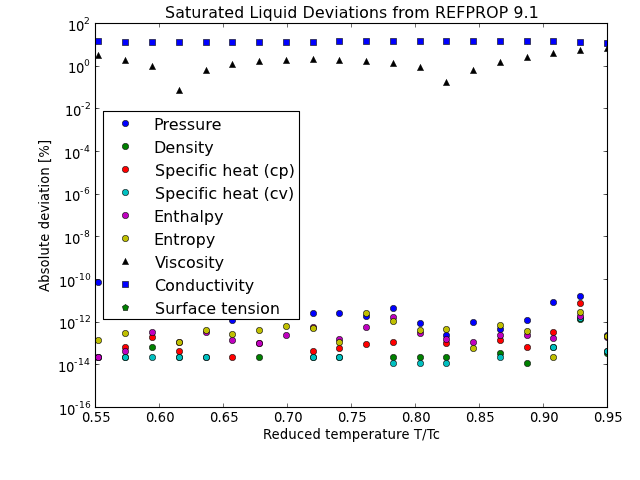 Saturated Liquid Deviations from REFPROP 9.1
10^2
10^0
10^-2
10^-4
10^-6
10^-8
10^-10
10^-12
10^-14
10^-16
Absolute deviation [%]
Pressure
Density
Specific heat (cp)
Specific heat (cv)
Enthalpy
Entropy
Viscosity
Conductivity
Surface tension
0.55 0.60 0.65 0.70 0.75 0.80 0.85 0.90 0.95
Reduced temperature T/Tc